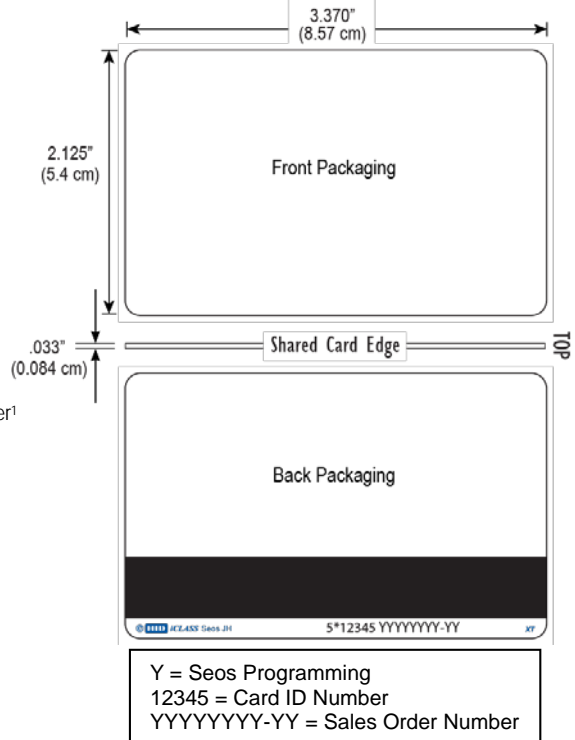 3.370"
(8.57 cm)
2.125"
(5.4 cm)
Front Packaging
.033"
(0.084 cm)
Shared Card Edge
TOP
er¹
Back Packaging
HID iCLASS Seos JH
5*12345 YYYYYYYY-YY
XT
Y = Seos Programming
12345 = Card ID Number
YYYYYYYY-YY = Sales Order Number